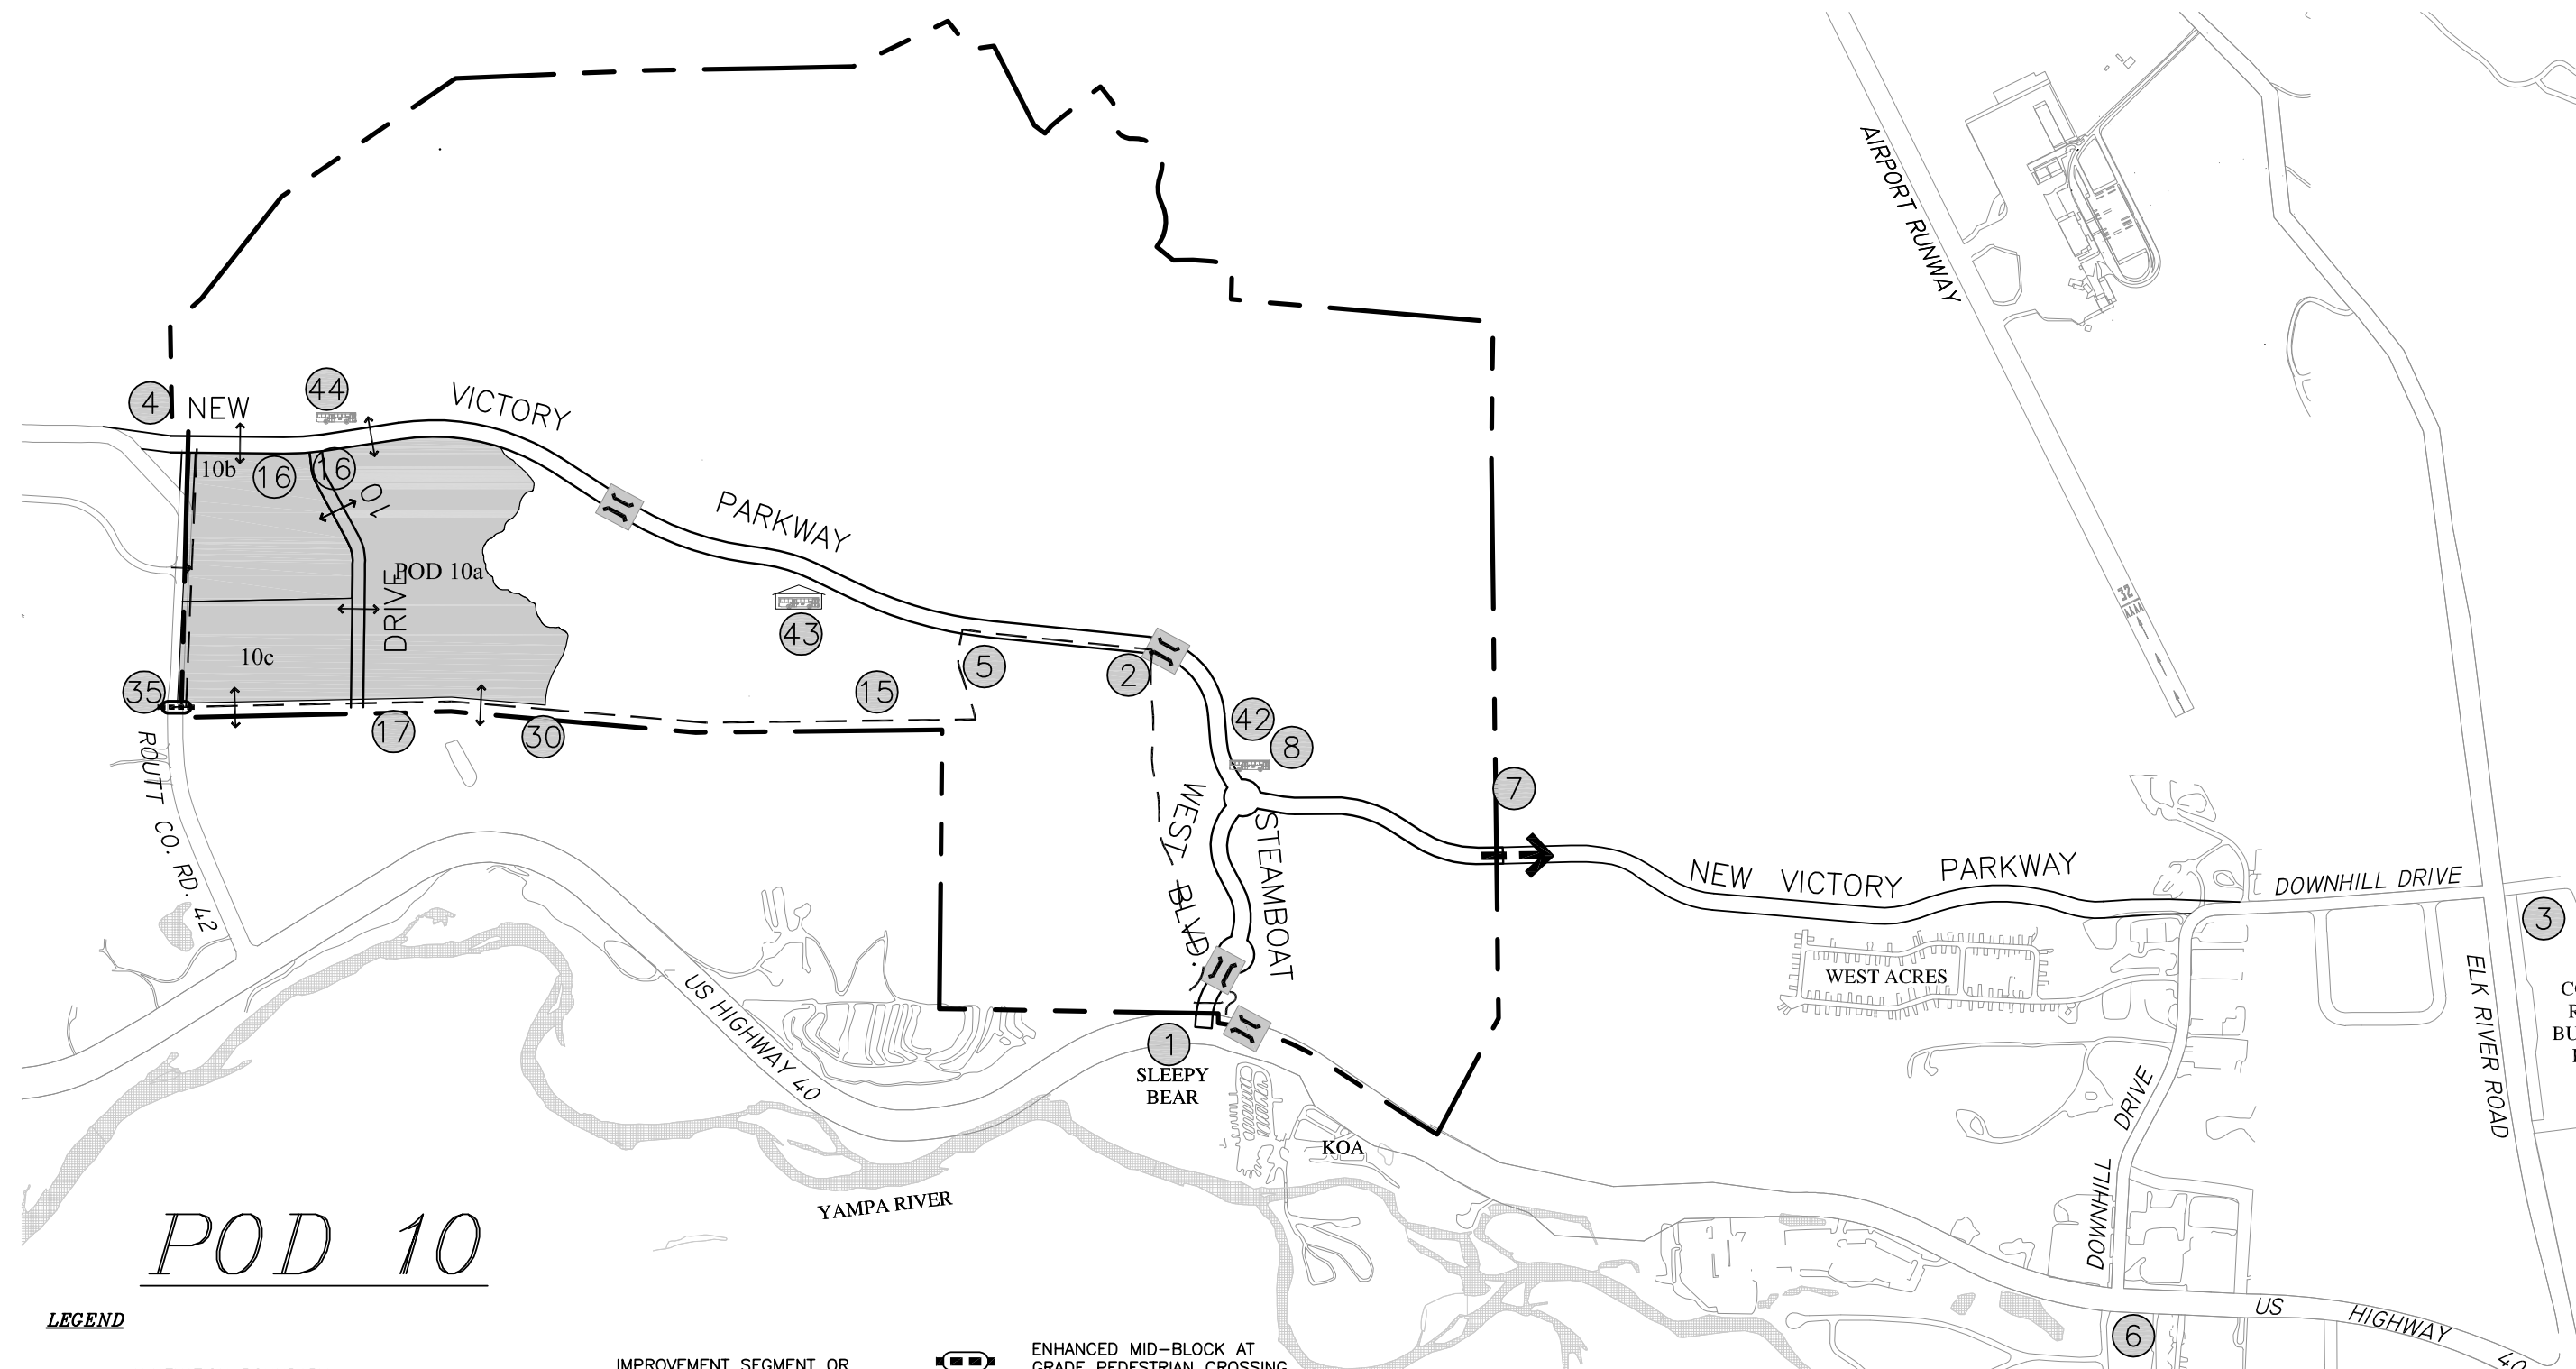 AIRPORT RUNWAY
32
44
4
NEW
VICTORY
10b
16
16
10
PARKWAY
POD 10a
DRIVE
43
10c
5
2
35
15
17
30
42
8
ROUTT CO. RD. 42
WEST BLVD.
STEAMBOAT
7
NEW VICTORY PARKWAY
DOWNHILL DRIVE
3
WEST ACRES
ELK RIVER ROAD
US HIGHWAY 40
1
SLEEPY
BEAR
KOA
DOWNHILL DRIVE
YAMPA RIVER
POD 10
US HIGHWAY 40
6
LEGEND
IMPROVEMENT SEGMENT OR
ENHANCED MID-BLOCK AT
GRADE PEDESTRIAN CROSSING